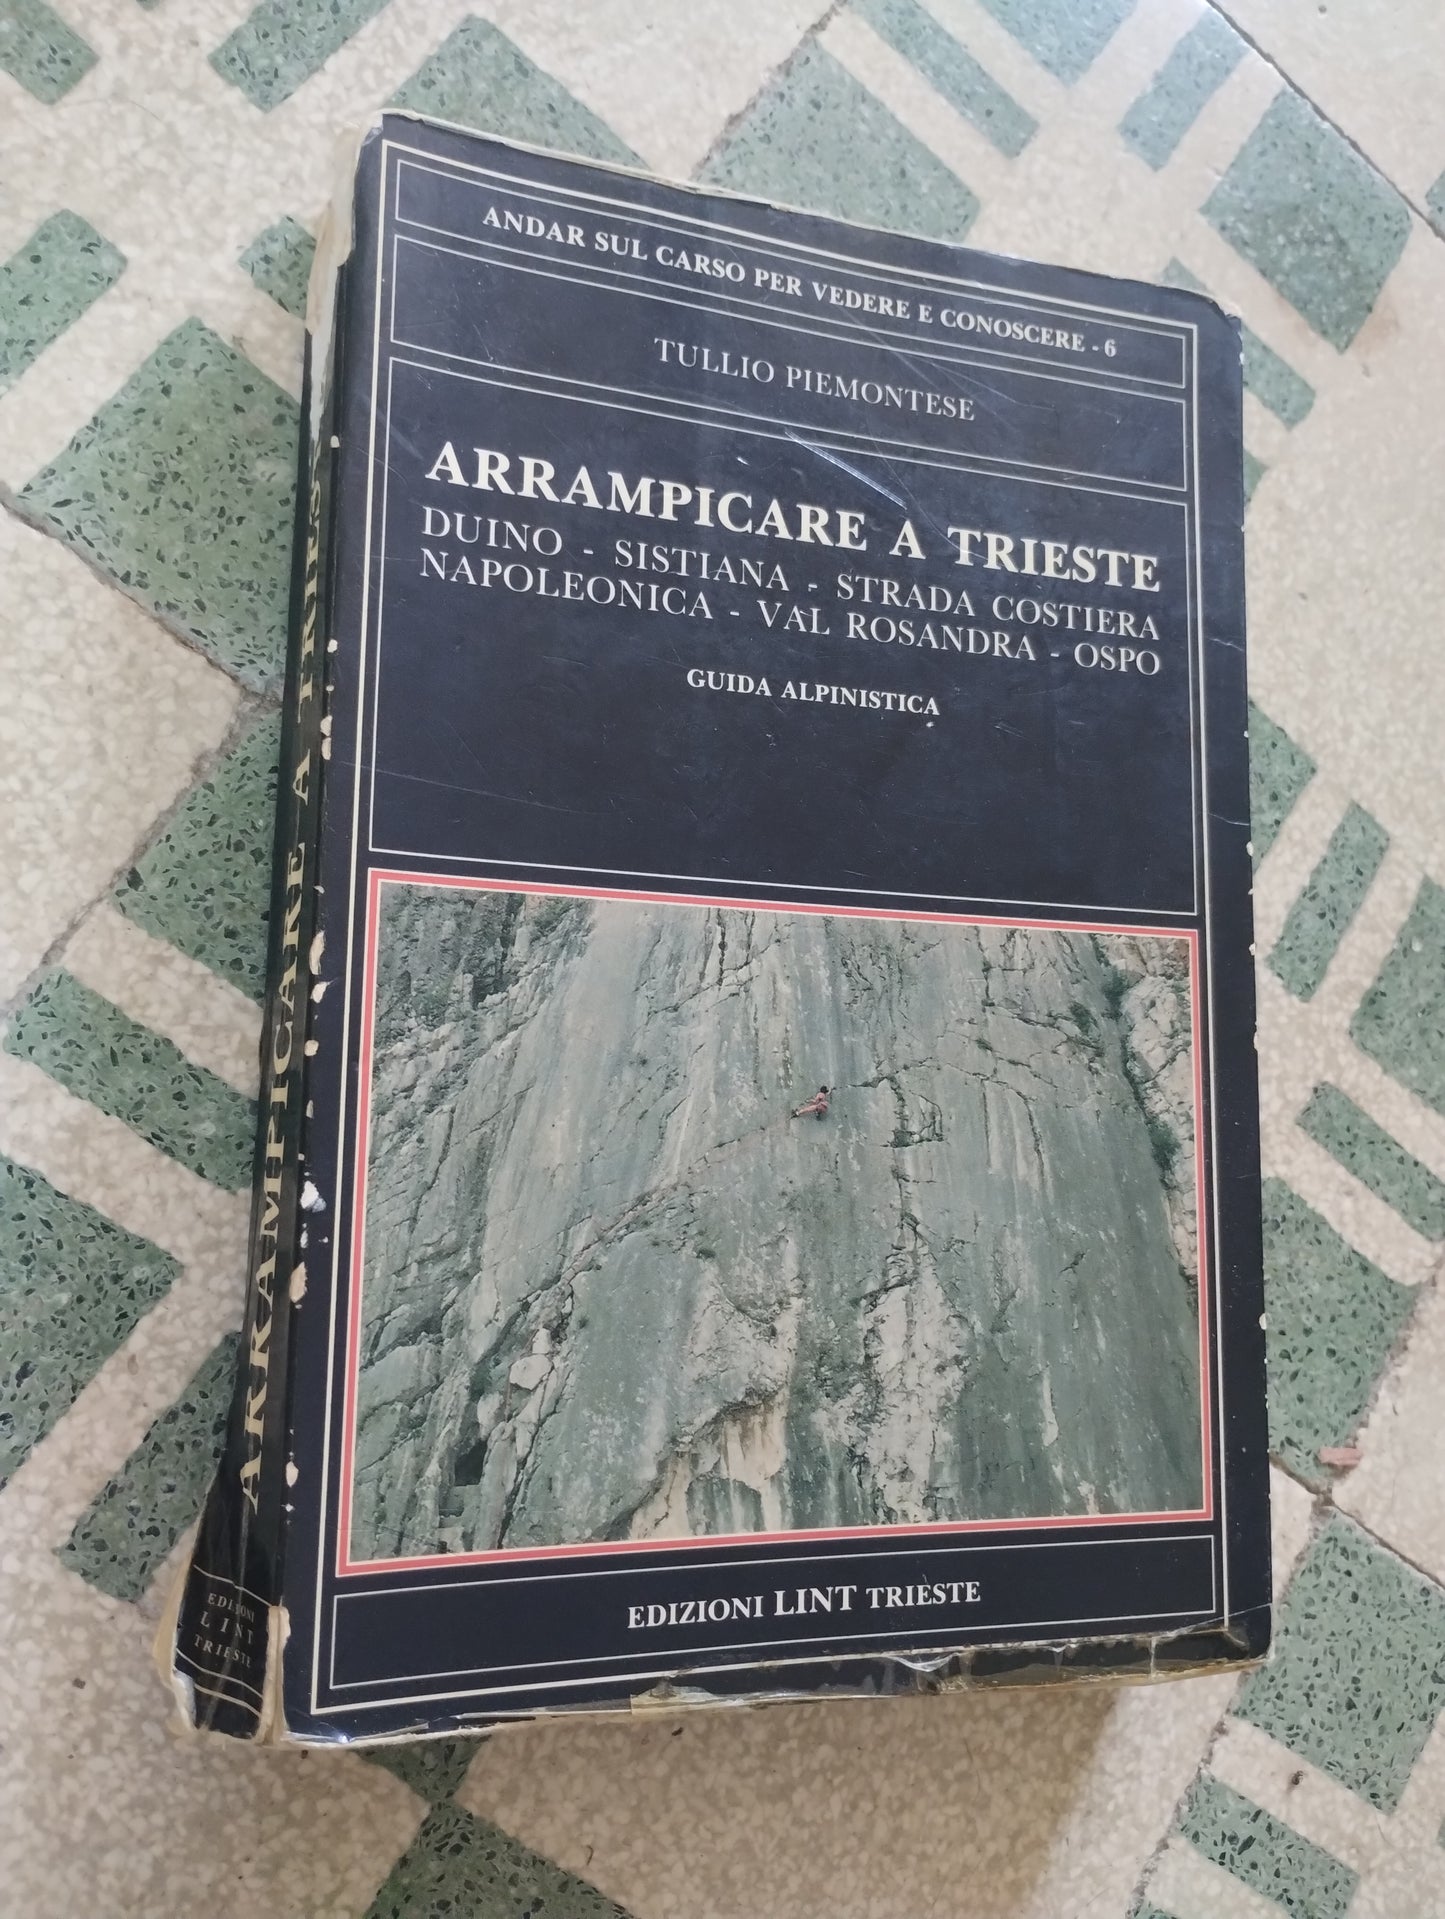 ANDAR SUL CARSO PER VEDERE E CONOSCERE - 6
TULLIO PIEMONTESE
ARRAMPICARE A TRIESTE
DUINO - SISTIANA - STRADA COSTIERA
NAPOLEONICA - VAL ROSANDRA - OSPO
GUIDA ALPINISTICA
EDIZIONI LINT TRIESTE
ARRAMPICARE A TRIES
EDIZIONI
LINT
TRIESTE